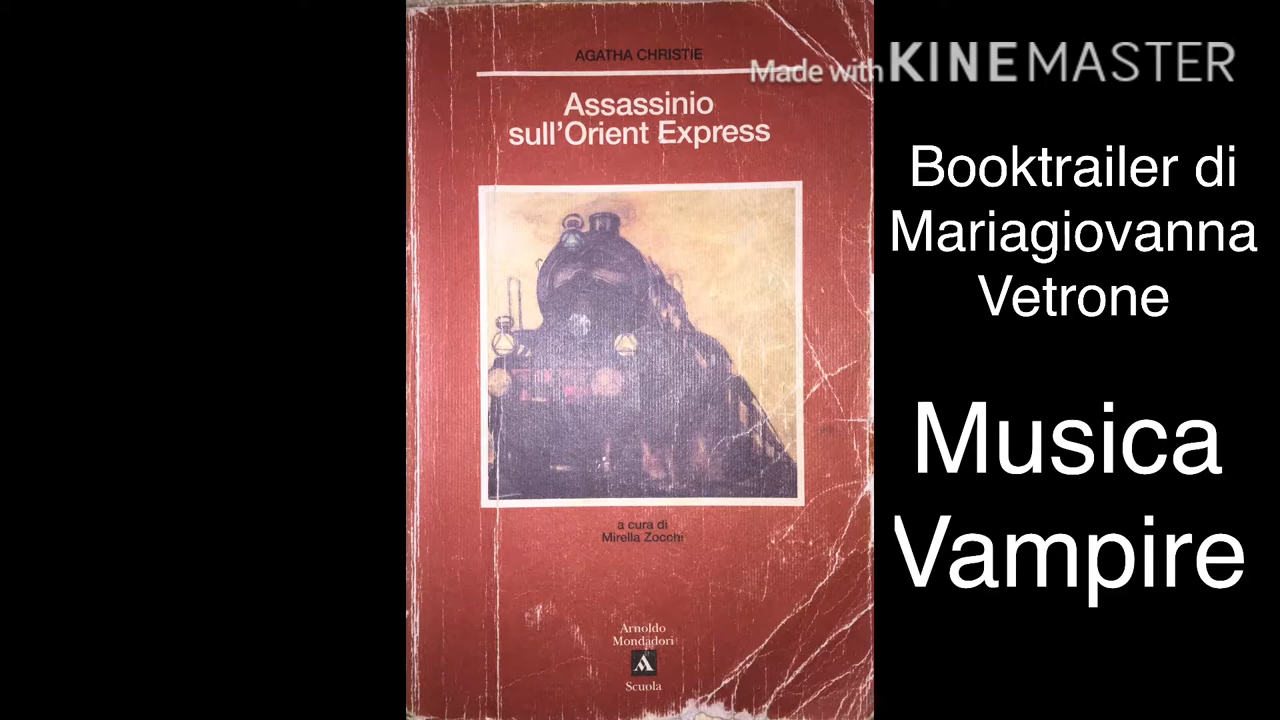 AGATHA CHRISTIE
Assassinio
sull'Orient Express
a cura di
Mirella Zocchi
Arnoldo
Mondadori
A
Scuola
Made with KINEMASTER
Booktrailer di
Mariagiovanna
Vetrone
Musica
Vampire